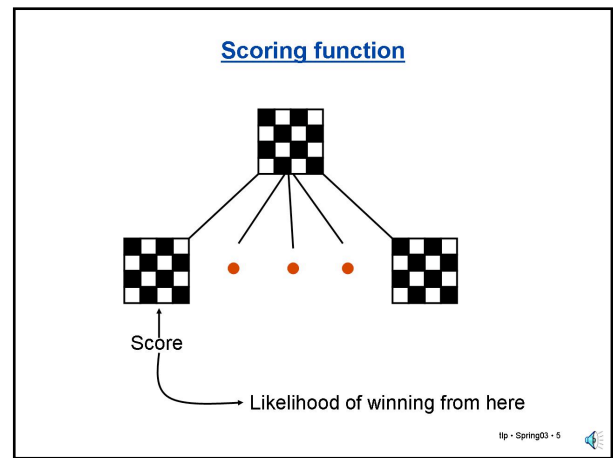 Scoring function
Score
Likelihood of winning from here
tlp • Spring03 • 5